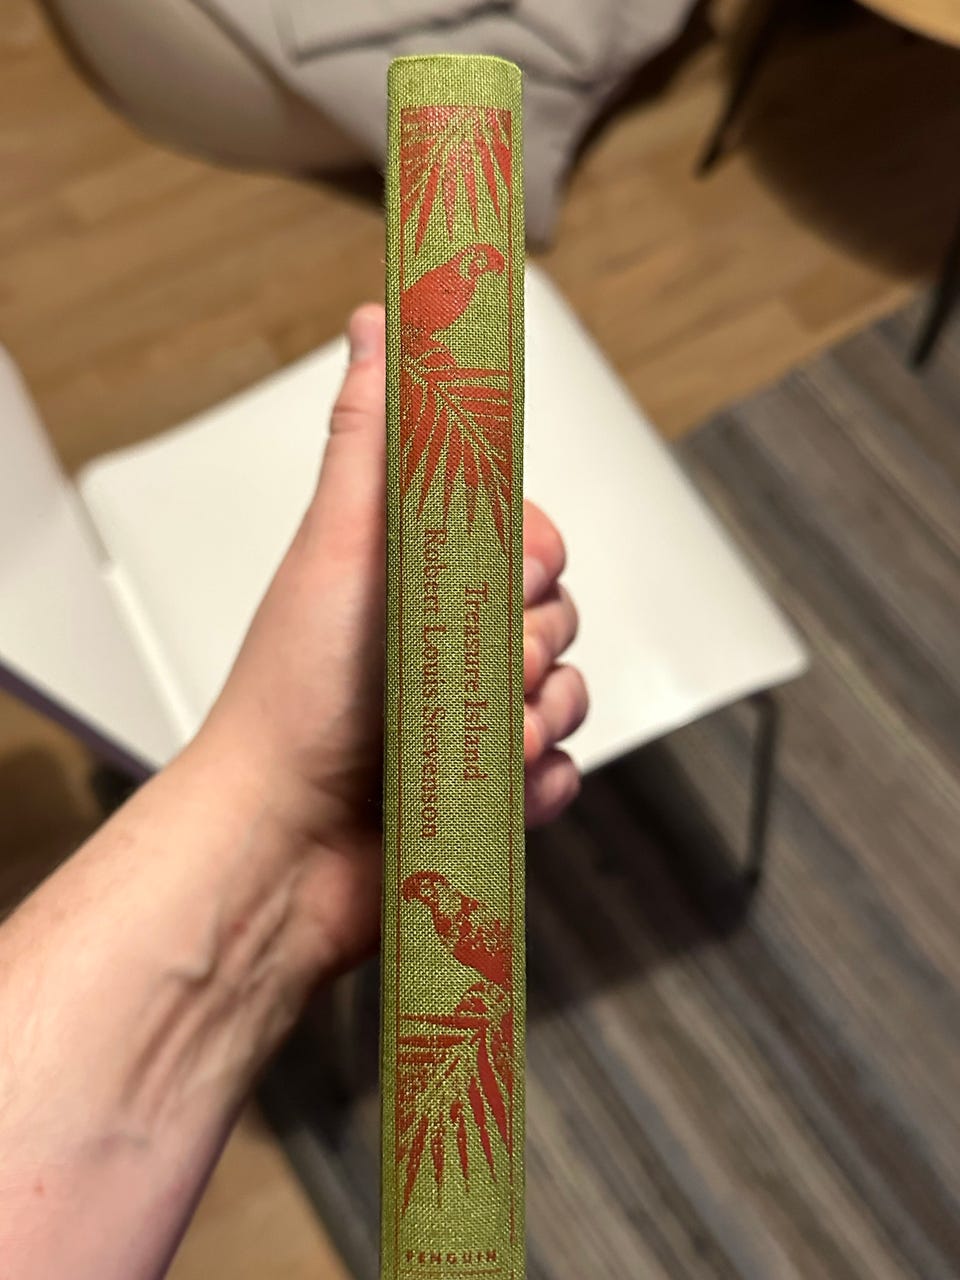 Treasure Island
Robert Louis Stevenson
PENGUIN